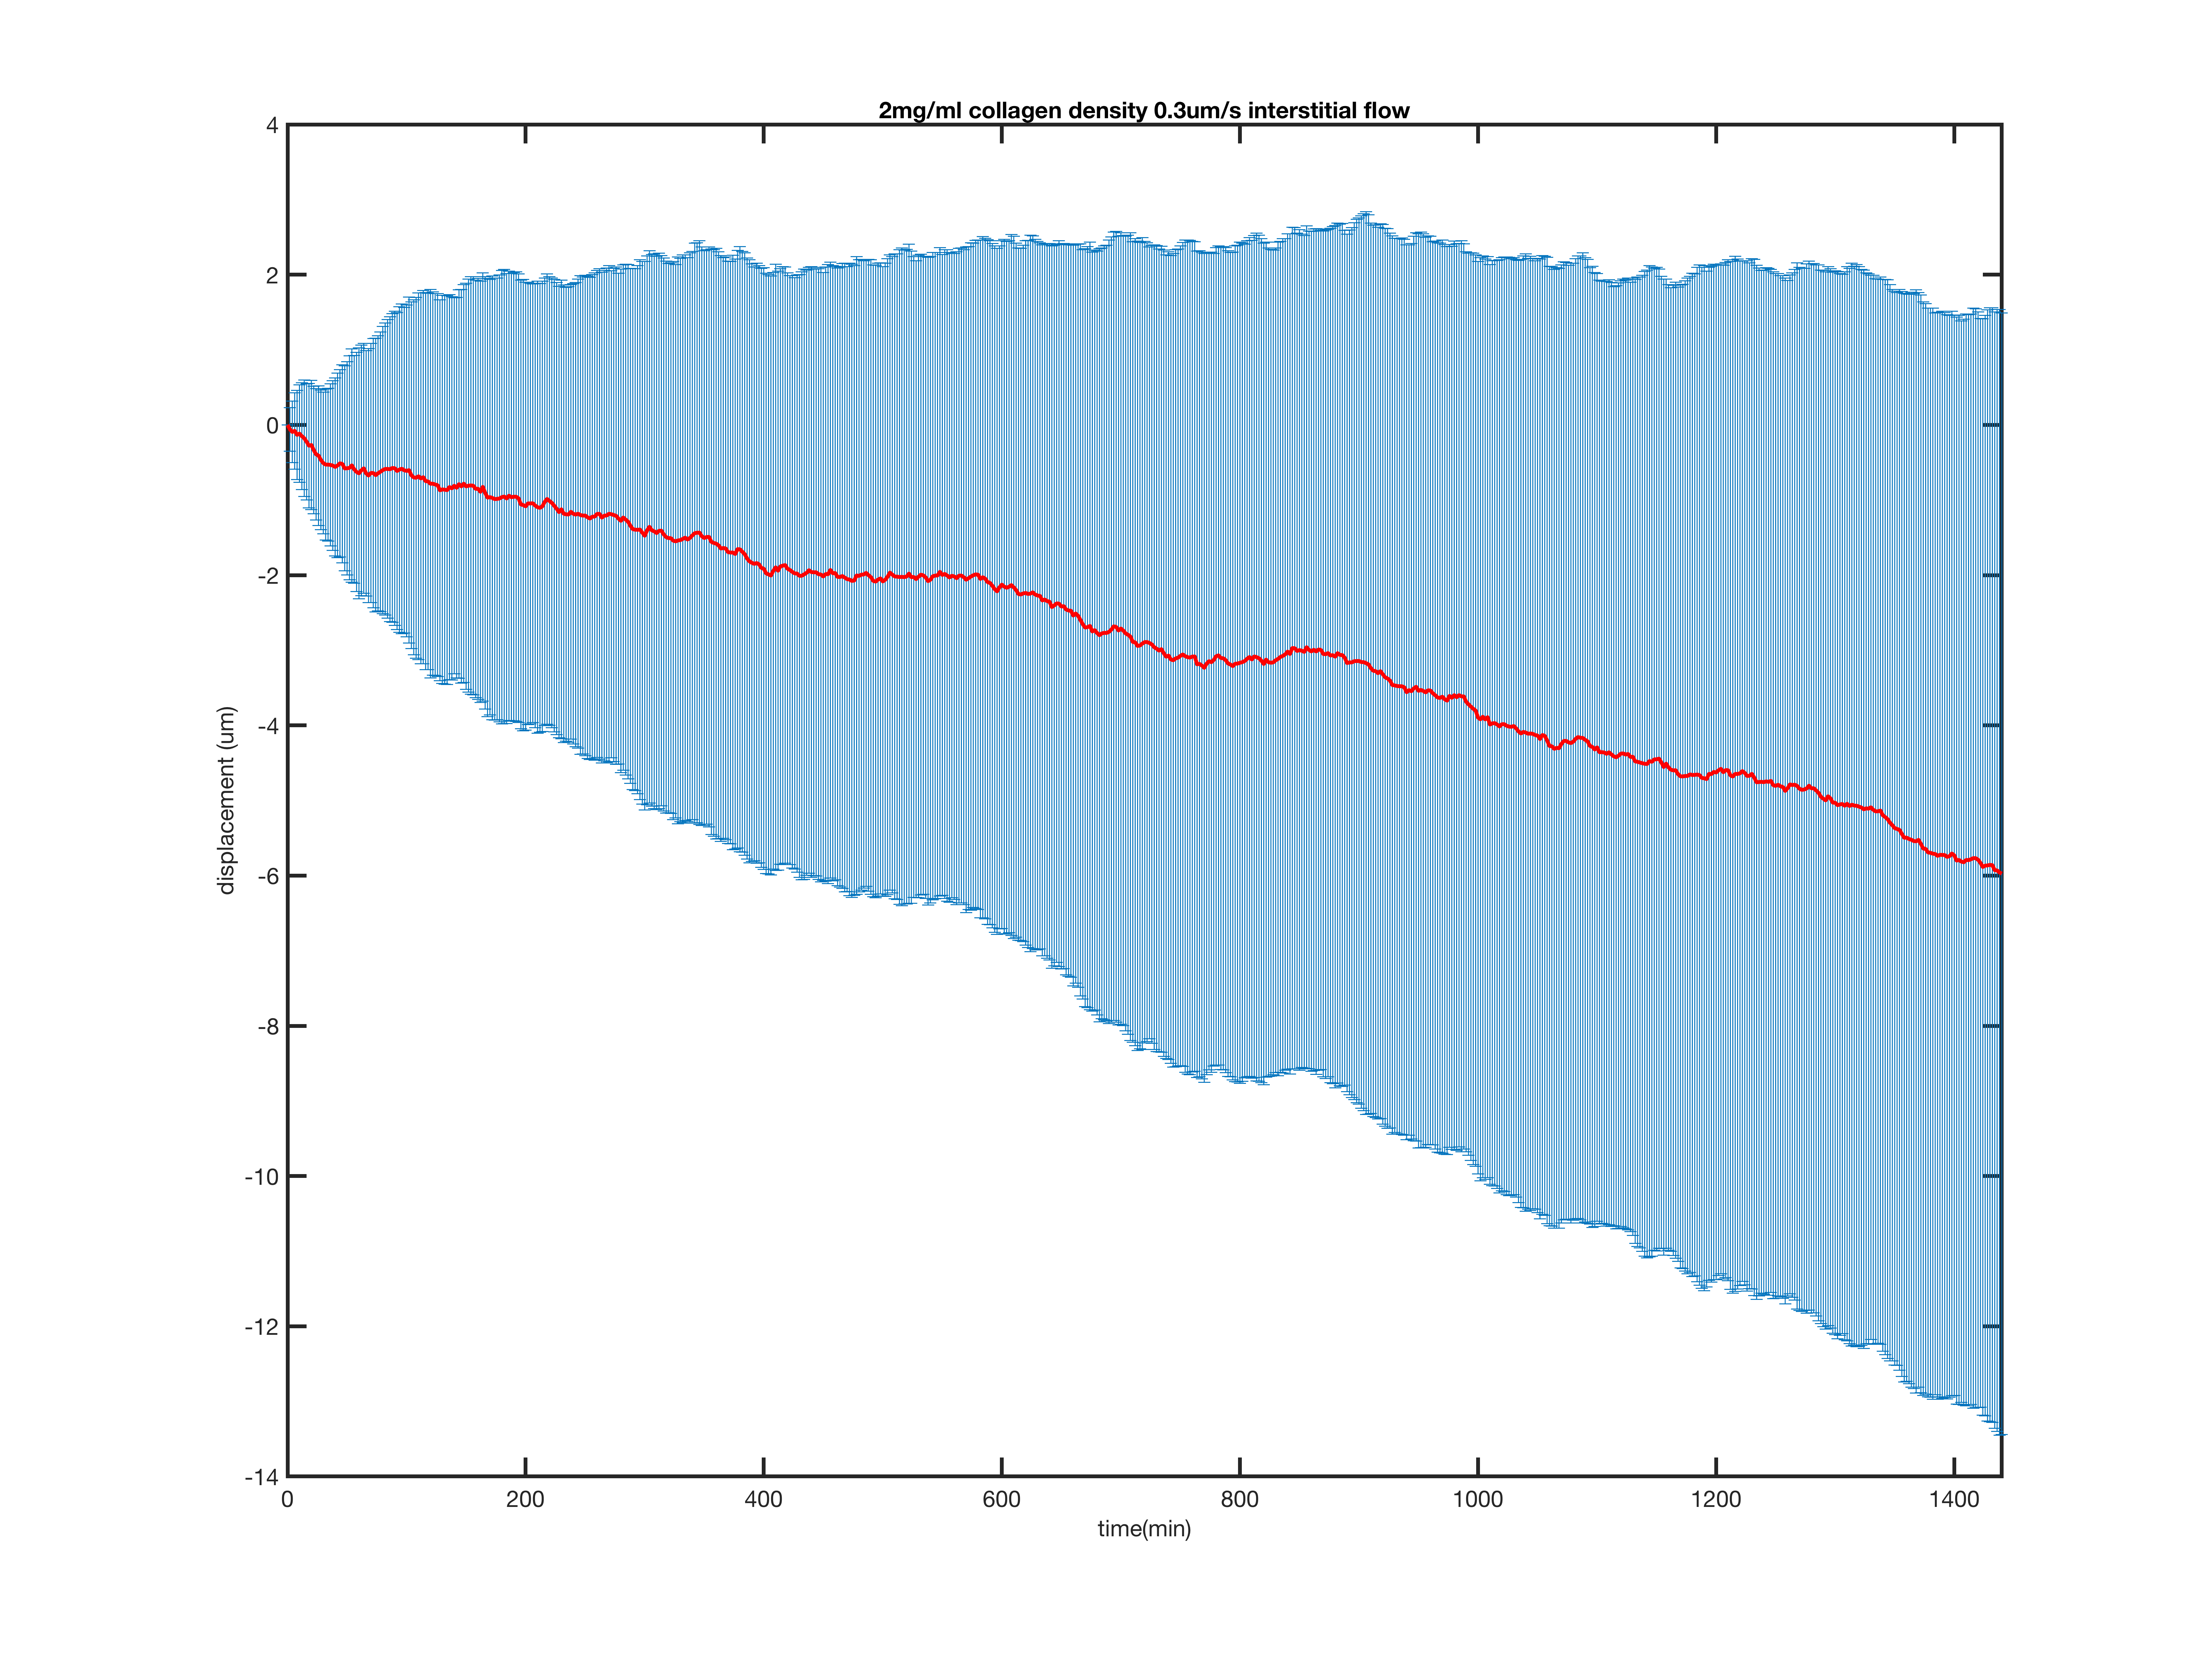 2mg/ml collagen density 0.3um/s interstitial flow
4
2
0
-2
-4
-6
-8
-10
-12
-14
displacement (um)
0 200 400 600 800 1000 1200 1400
time(min)